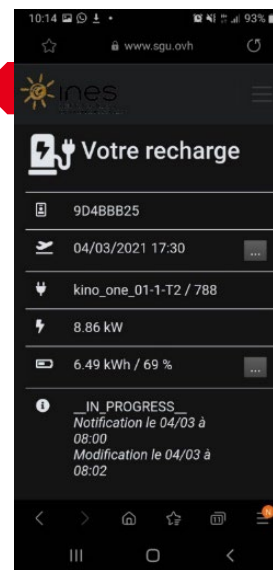 10:14
93%
www.sgu.ovh
ines
Votre recharge
9D4BBB25
04/03/2021 17:30
...
kino_one_01-1-T2 / 788
8.86 kW
6.49 kWh / 69 %
...
__IN_PROGRESS__
Notification le 04/03 à
08:00
Modification le 04/03 à
08:02
11
N